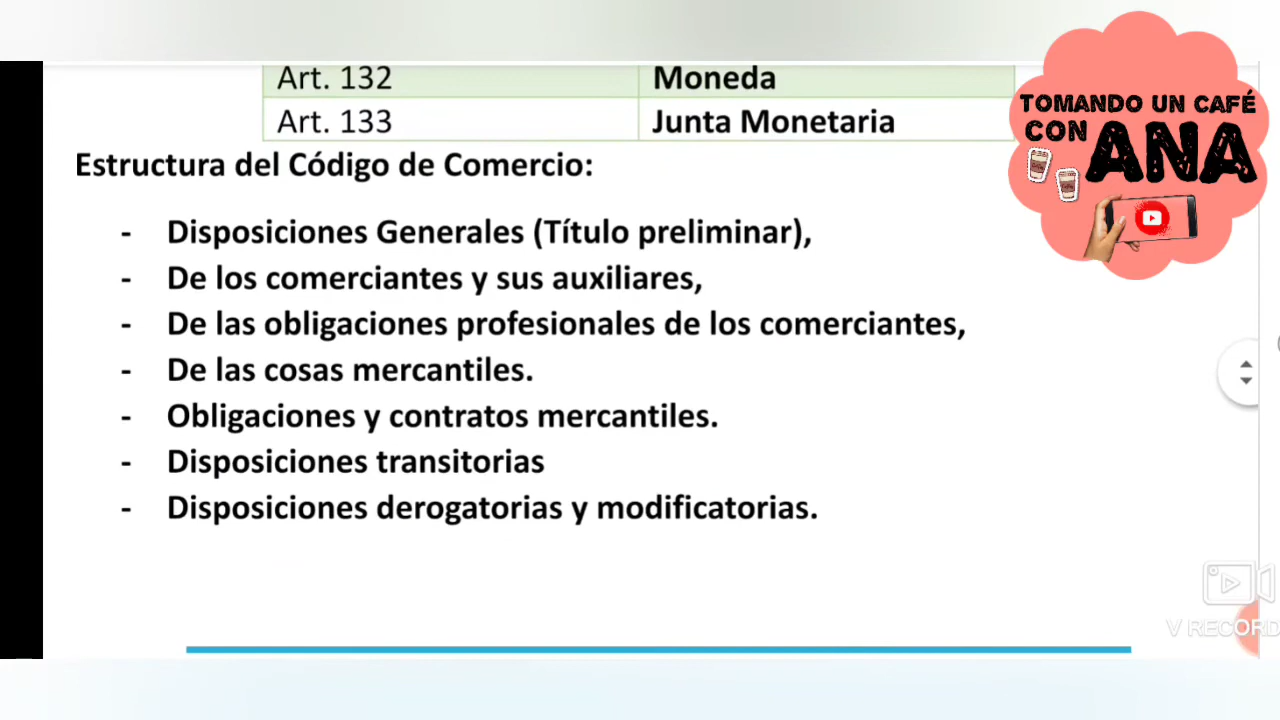 Art. 132 Moneda
Art. 133 Junta Monetaria
TOMANDO UN CAFÉ
CON ANA
Estructura del Código de Comercio:
- Disposiciones Generales (Título preliminar),
- De los comerciantes y sus auxiliares,
- De las obligaciones profesionales de los comerciantes,
- De las cosas mercantiles.
- Obligaciones y contratos mercantiles.
- Disposiciones transitorias
- Disposiciones derogatorias y modificatorias.
V RECORD